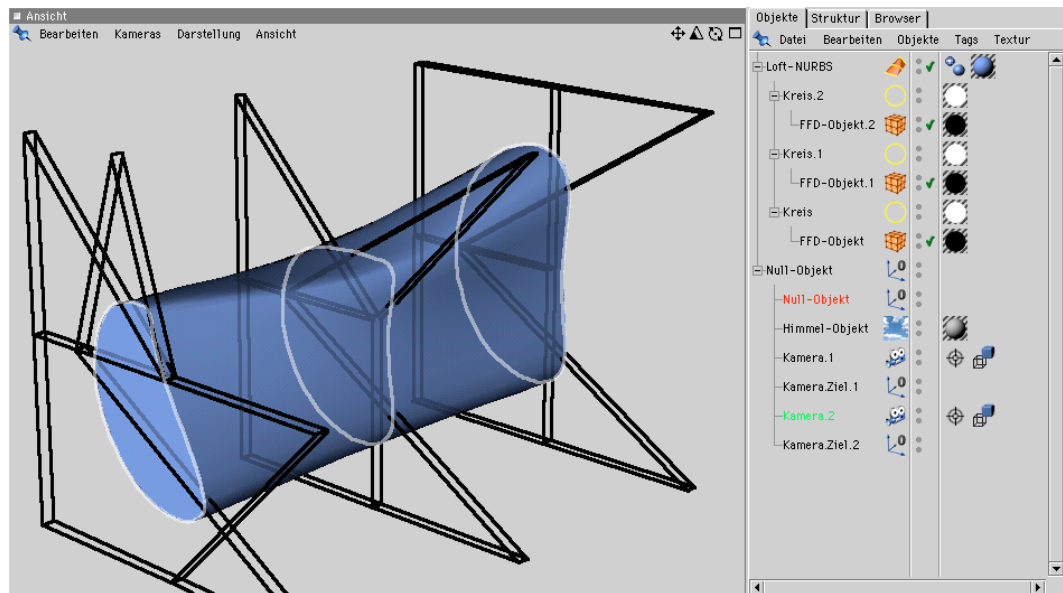 Ansicht
Bearbeiten Kameras Darstellung Ansicht
Objekte Struktur Browser
Datei Bearbeiten Objekte Tags Textur
Loft-NURBS
Kreis.2
FFD-Objekt.2
Kreis.1
FFD-Objekt.1
Kreis
FFD-Objekt
Null-Objekt
Null-Objekt
Himmel-Objekt
Kamera.1
Kamera.Ziel.1
Kamera.2
Kamera.Ziel.2